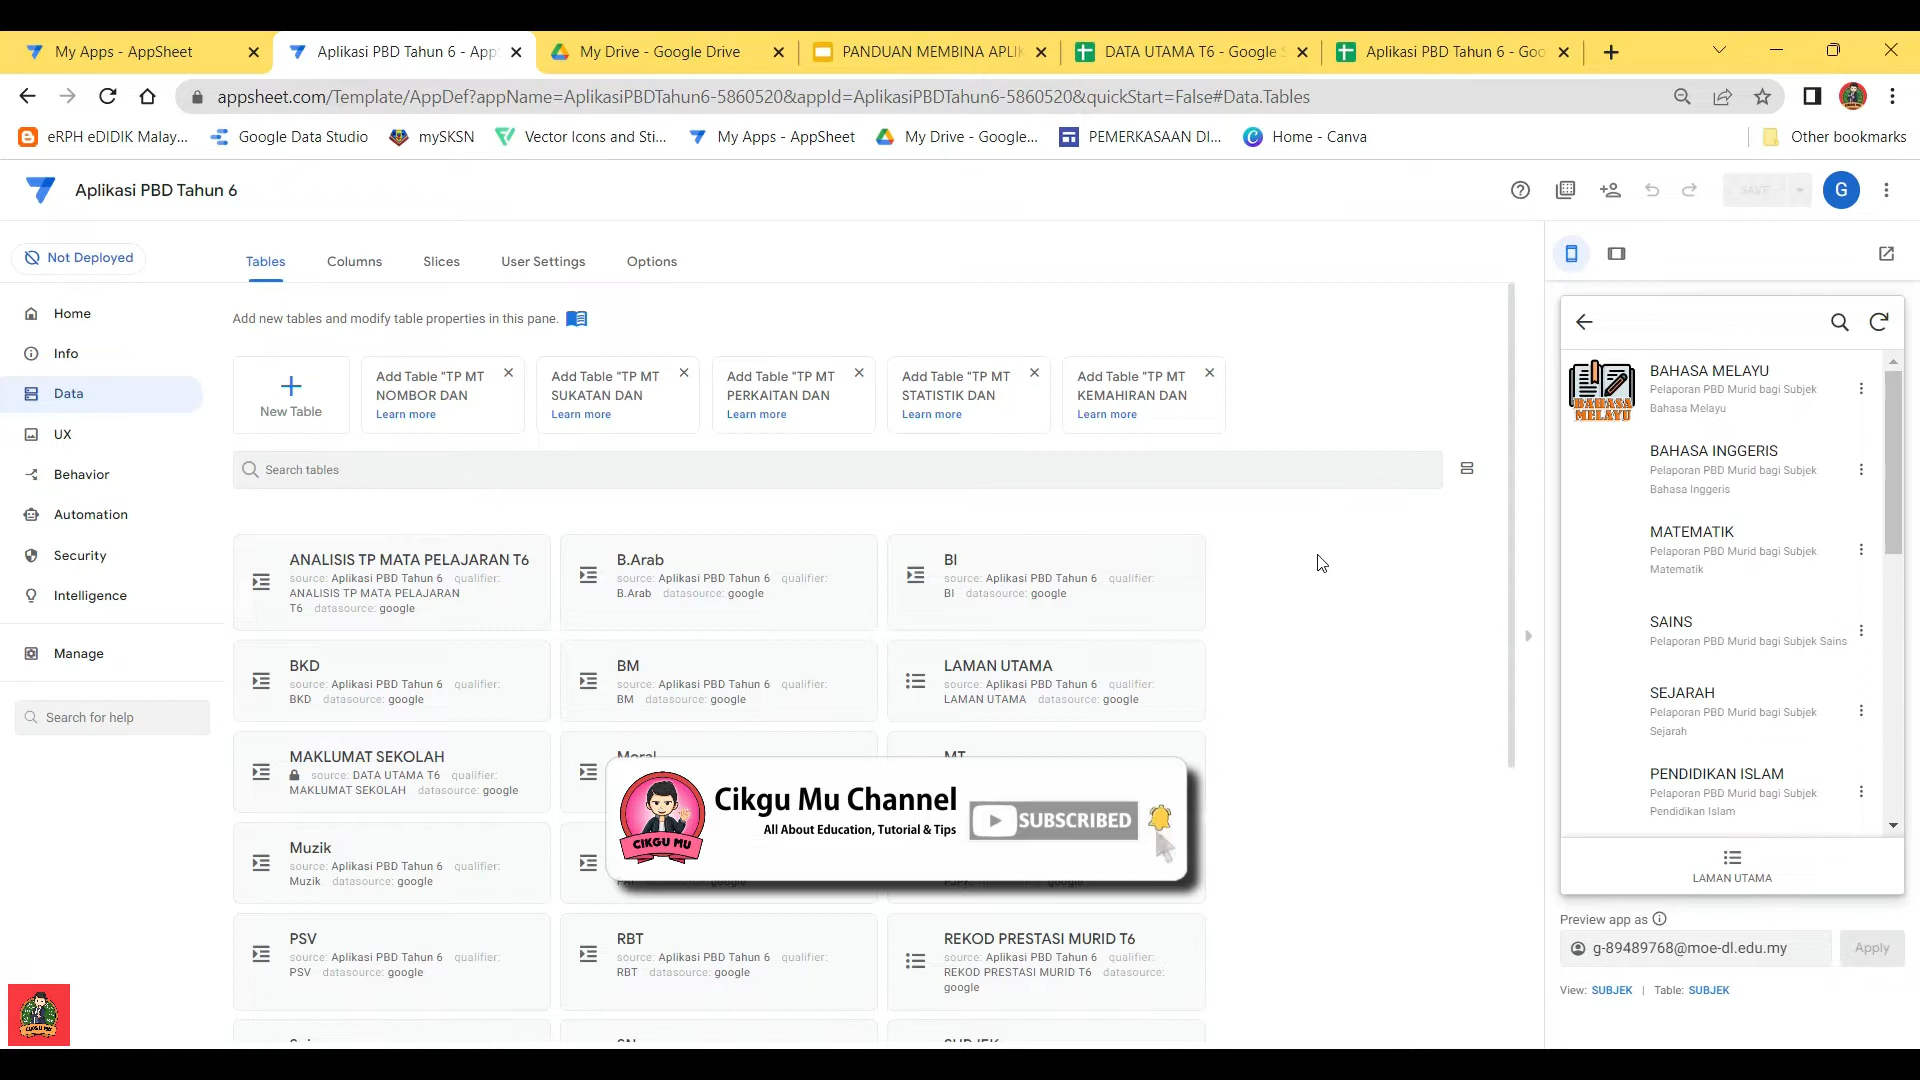 My Apps - AppSheet
Aplikasi PBD Tahun 6 - App
My Drive - Google Drive
PANDUAN MEMBINA APLIK
DATA UTAMA T6 - Google S
Aplikasi PBD Tahun 6 - Goo
appsheet.com/Template/AppDef?appName=AplikasiPBDTahun6-5860520&appId=AplikasiPBDTahun6-5860520&quickStart=False#Data.Tables
eRPH eDIDIK Malay...
Google Data Studio
mySKSN
Vector Icons and Sti...
My Apps - AppSheet
My Drive - Google...
PEMERKASAAN DI...
Home - Canva
Other bookmarks
Aplikasi PBD Tahun 6
SAVE
G
Not Deployed
Tables
Columns
Slices
User Settings
Options
Home
Info
Data
UX
Behavior
Automation
Security
Intelligence
Manage
Search for help
Add new tables and modify table properties in this pane.
New Table
Add Table "TP MT
NOMBOR DAN
Learn more
Add Table "TP MT
SUKATAN DAN
Learn more
Add Table "TP MT
PERKAITAN DAN
Learn more
Add Table "TP MT
STATISTIK DAN
Learn more
Add Table "TP MT
KEMAHIRAN DAN
Learn more
Search tables
ANALISIS TP MATA PELAJARAN T6
source: Aplikasi PBD Tahun 6 qualifier:
ANALISIS TP MATA PELAJARAN
T6 datasource: google
B.Arab
source: Aplikasi PBD Tahun 6 qualifier:
B.Arab datasource: google
BI
source: Aplikasi PBD Tahun 6 qualifier:
BI datasource: google
BKD
source: Aplikasi PBD Tahun 6 qualifier:
BKD datasource: google
BM
source: Aplikasi PBD Tahun 6 qualifier:
BM datasource: google
LAMAN UTAMA
source: Aplikasi PBD Tahun 6 qualifier:
LAMAN UTAMA datasource: google
MAKLUMAT SEKOLAH
source: DATA UTAMA T6 qualifier:
MAKLUMAT SEKOLAH datasource: google
Moral
MT
Muzik
source: Aplikasi PBD Tahun 6 qualifier:
Muzik datasource: google
CIKGU MU
Cikgu Mu Channel
All About Education, Tutorial & Tips
SUBSCRIBED
PSV
source: Aplikasi PBD Tahun 6 qualifier:
PSV datasource: google
RBT
source: Aplikasi PBD Tahun 6 qualifier:
RBT datasource: google
REKOD PRESTASI MURID T6
source: Aplikasi PBD Tahun 6 qualifier:
REKOD PRESTASI MURID T6 datasource:
google
SUBJEK
BAHASA
MELAYU
BAHASA MELAYU
Pelaporan PBD Murid bagi Subjek
Bahasa Melayu
BAHASA INGGERIS
Pelaporan PBD Murid bagi Subjek
Bahasa Inggeris
MATEMATIK
Pelaporan PBD Murid bagi Subjek
Matematik
SAINS
Pelaporan PBD Murid bagi Subjek Sains
SEJARAH
Pelaporan PBD Murid bagi Subjek
Sejarah
PENDIDIKAN ISLAM
Pelaporan PBD Murid bagi Subjek
Pendidikan Islam
LAMAN UTAMA
Preview app as
g-89489768@moe-dl.edu.my
Apply
View: SUBJEK | Table: SUBJEK
CIKGU MU